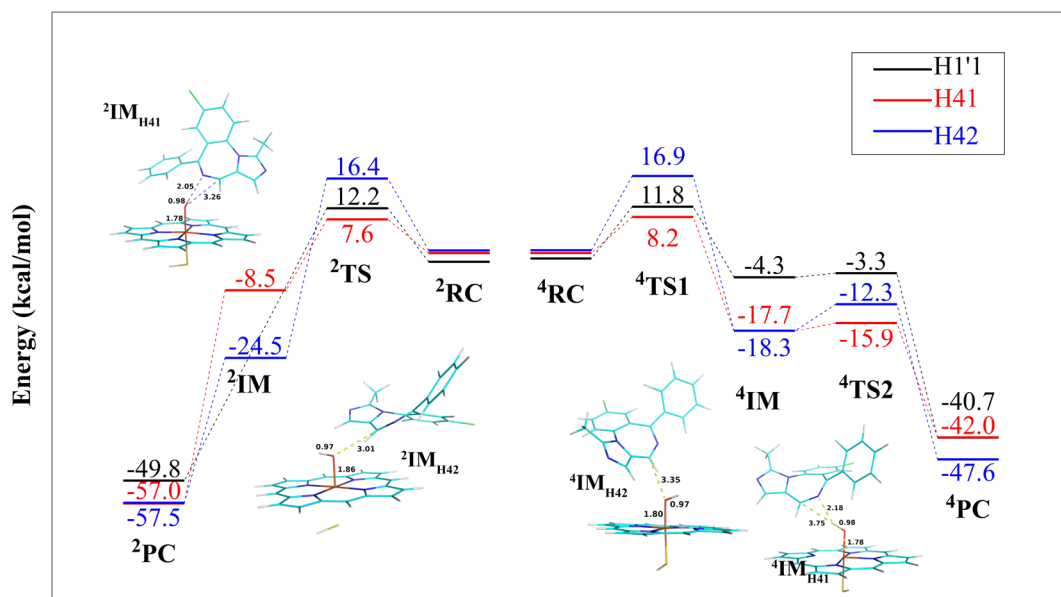 Energy (kcal/mol)
H1'1
H41
H42
²IM_H41
2.05
3.26
0.98
1.78
16.4
12.2
7.6
²TS
²RC
⁴RC
16.9
11.8
8.2
⁴TS1
-4.3
-3.3
-8.5
-12.3
-17.7
-15.9
-18.3
-24.5
²IM
⁴IM
⁴TS2
-40.7
-42.0
-47.6
⁴PC
-49.8
-57.0
-57.5
²PC
0.97
3.01
1.86
²IM_H42
⁴IM_H42
3.35
0.97
1.80
2.18
3.75
0.98
1.78
⁴IM_H41